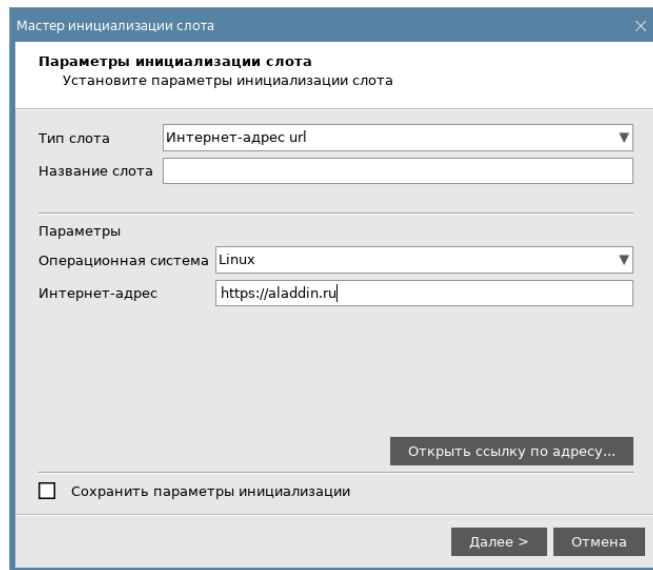 Мастер инициализации слота
Параметры инициализации слота
Установите параметры инициализации слота
Тип слота Интернет-адрес url
Название слота
Параметры
Операционная система Linux
Интернет-адрес https://aladdin.ru
Открыть ссылку по адресу...
Сохранить параметры инициализации
Далее > Отмена